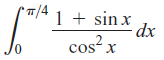 ∫₀^{π/4} (1 + sin x)/(cos² x) dx